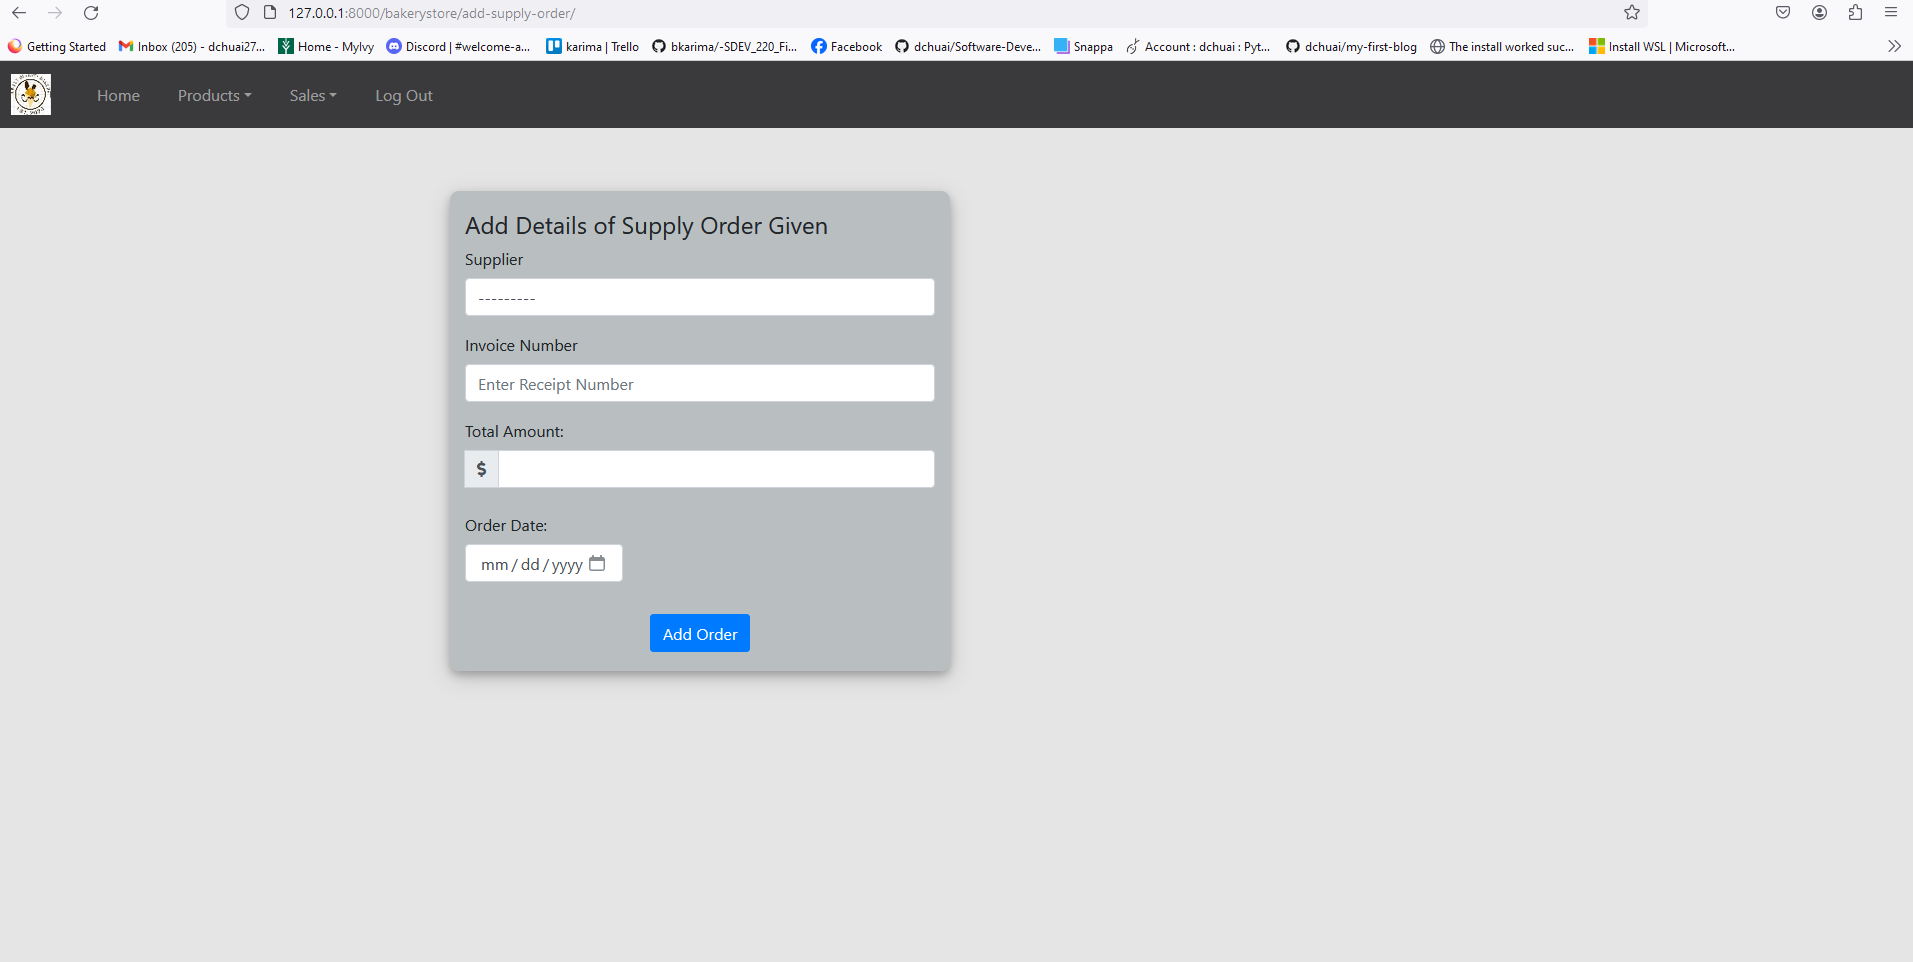 127.0.0.1:8000/bakerystore/add-supply-order/
Getting Started Inbox (205) - dchuai27... Home - MyIvy Discord | #welcome-a... karima | Trello bkarima/-SDEV_220_Fi... Facebook dchuai/Software-Deve... Snappa Account : dchuai : Pyt... dchuai/my-first-blog The install worked suc... Install WSL | Microsoft...
Home Products Sales Log Out
Add Details of Supply Order Given
Supplier
---------
Invoice Number
Enter Receipt Number
Total Amount:
$
Order Date:
mm / dd / yyyy
Add Order